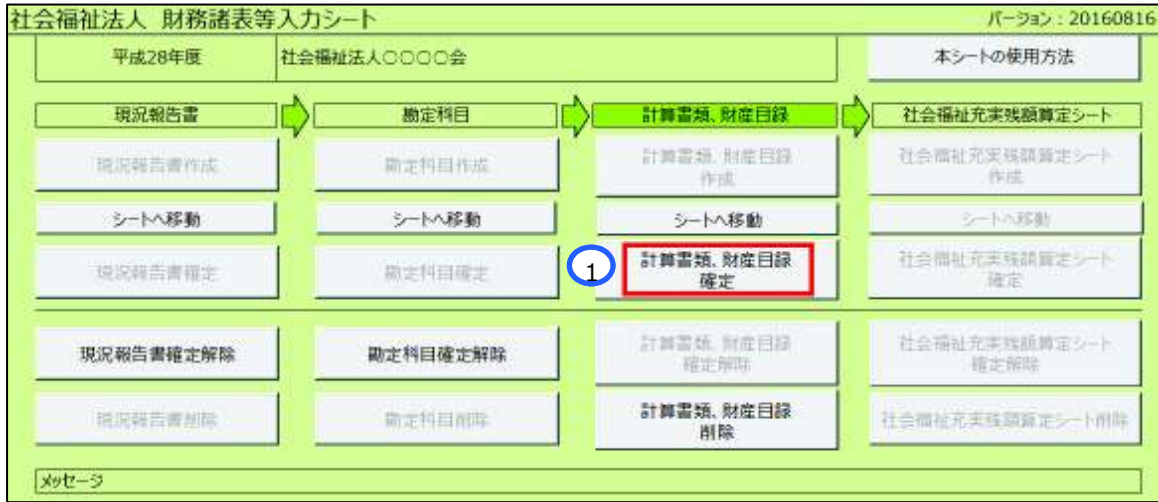 社会福祉法人 財務諸表等入力シート
バージョン：20160816
平成28年度
社会福祉法人○○○○会
本シートの使用方法
現況報告書
勘定科目
計算書類、財産目録
社会福祉充実残額算定シート
現況報告書作成
勘定科目作成
計算書類、財産目録
作成
社会福祉充実残額算定シート
作成
シートへ移動
シートへ移動
シートへ移動
シートへ移動
現況報告書確定
勘定科目確定
1
計算書類、財産目録
確定
社会福祉充実残額算定シート
確定
現況報告書確定解除
勘定科目確定解除
計算書類、財産目録
確定解除
社会福祉充実残額算定シート
確定解除
現況報告書削除
勘定科目削除
計算書類、財産目録
削除
社会福祉充実残額算定シート削除
メッセージ